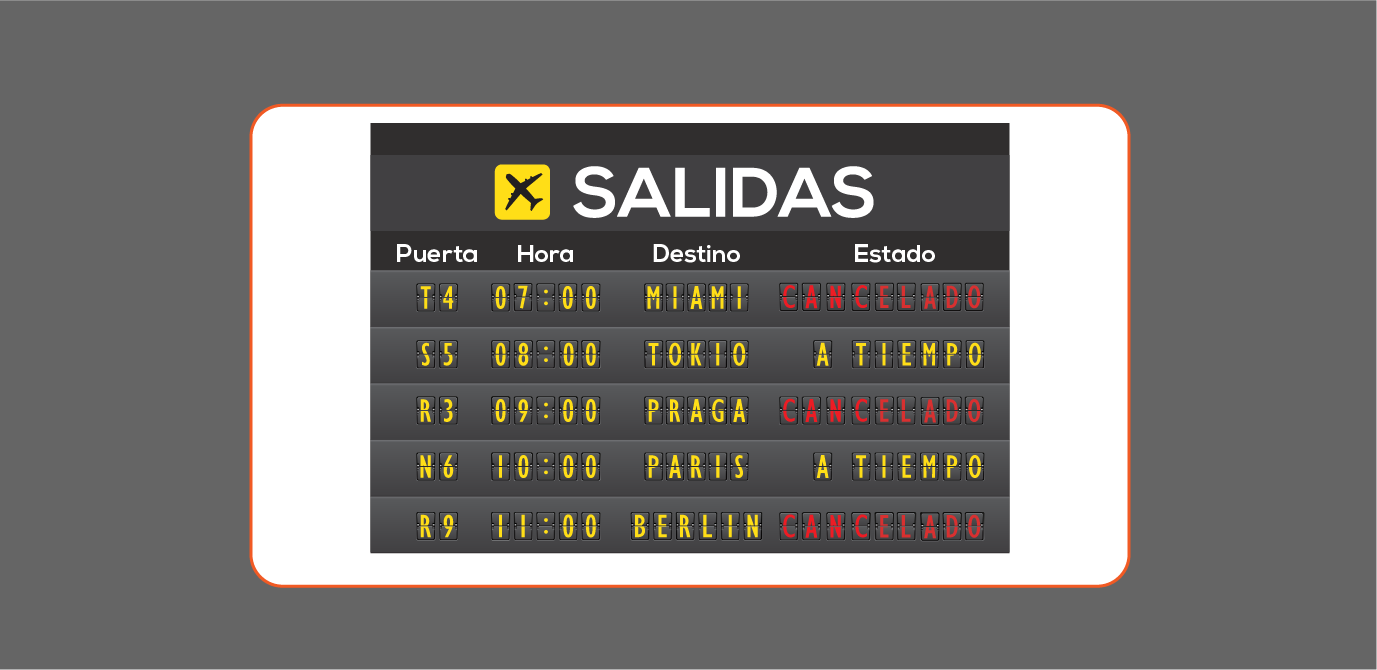 SALIDAS
Puerta Hora Destino Estado
T4 07:00 MIAMI CANCELADO
S5 08:00 TOKIO A TIEMPO
R3 09:00 PRAGA CANCELADO
N6 10:00 PARIS A TIEMPO
R9 11:00 BERLIN CANCELADO